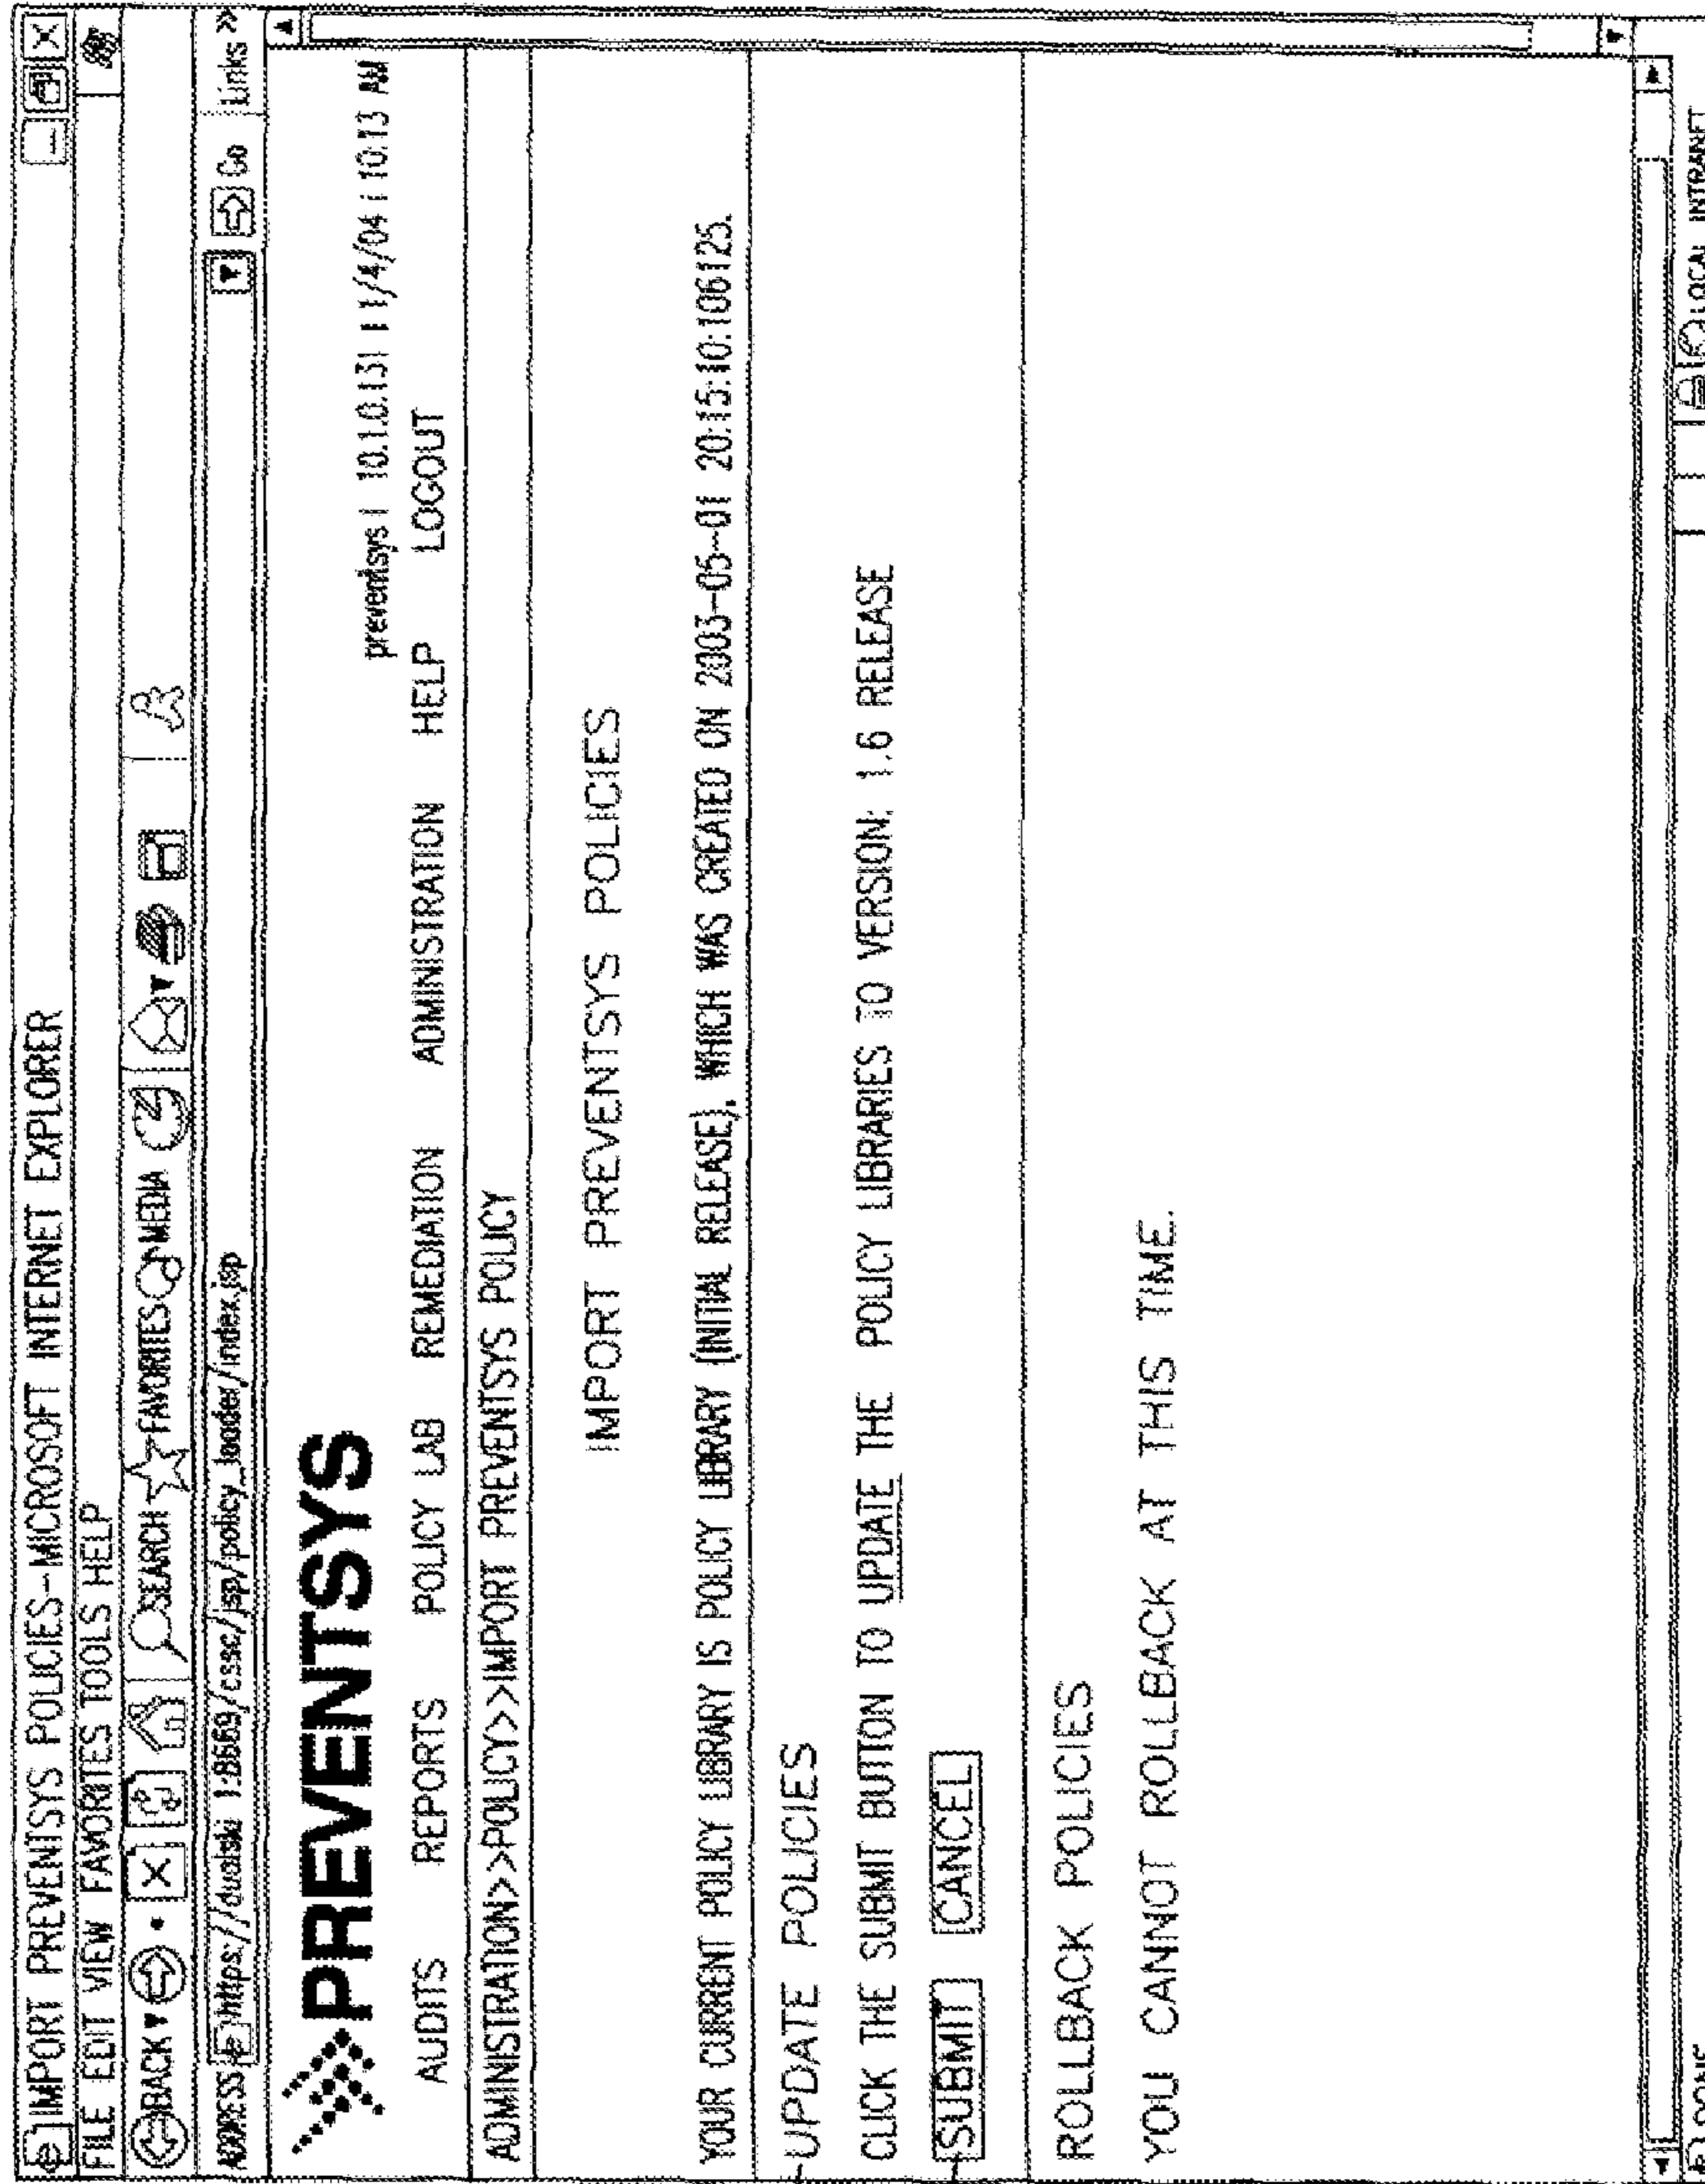 IMPORT PREVENTSYS POLICIES-MICROSOFT INTERNET EXPLORER
FILE EDIT VIEW FAVORITES TOOLS HELP
BACK SEARCH FAVORITES MEDIA
ADDRESS https://dualski 1:8669/cssc/jsp/policy_loader/index.jsp Go Links »
PREVENTSYS
preventsys | 10.1.0.131 | 1/4/04 | 10:13 AM
AUDITS REPORTS POLICY LAB REMEDIATION ADMINISTRATION HELP LOGOUT
ADMINISTRATION>>POLICY>>IMPORT PREVENTSYS POLICY
IMPORT PREVENTSYS POLICIES
YOUR CURRENT POLICY LIBRARY IS POLICY LIBRARY (INITIAL RELEASE), WHICH WAS CREATED ON 2003-05-01 20:15:10:106125.
UPDATE POLICIES
CLICK THE SUBMIT BUTTON TO UPDATE THE POLICY LIBRARIES TO VERSION: 1.6 RELEASE
SUBMIT CANCEL
ROLLBACK POLICIES
YOU CANNOT ROLLBACK AT THIS TIME.
DONE LOCAL INTRANET